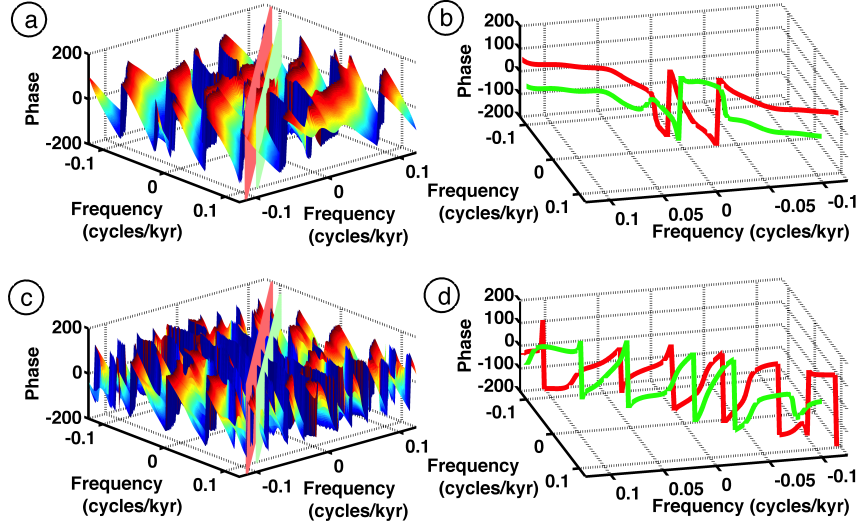 a
200
0
-200
Phase
-0.1
0
0.1
Frequency
(cycles/kyr)
-0.1
0
0.1
Frequency
(cycles/kyr)
b
200
100
0
-100
-200
Phase
-0.1
0
0.1
Frequency
(cycles/kyr)
0.1
0.05
0
-0.05
-0.1
Frequency (cycles/kyr)
c
200
0
-200
Phase
-0.1
0
0.1
Frequency
(cycles/kyr)
-0.1
0
0.1
Frequency
(cycles/kyr)
d
200
100
0
-100
-200
Phase
-0.1
0
0.1
Frequency
(cycles/kyr)
0.1
0.05
0
-0.05
-0.1
Frequency (cycles/kyr)